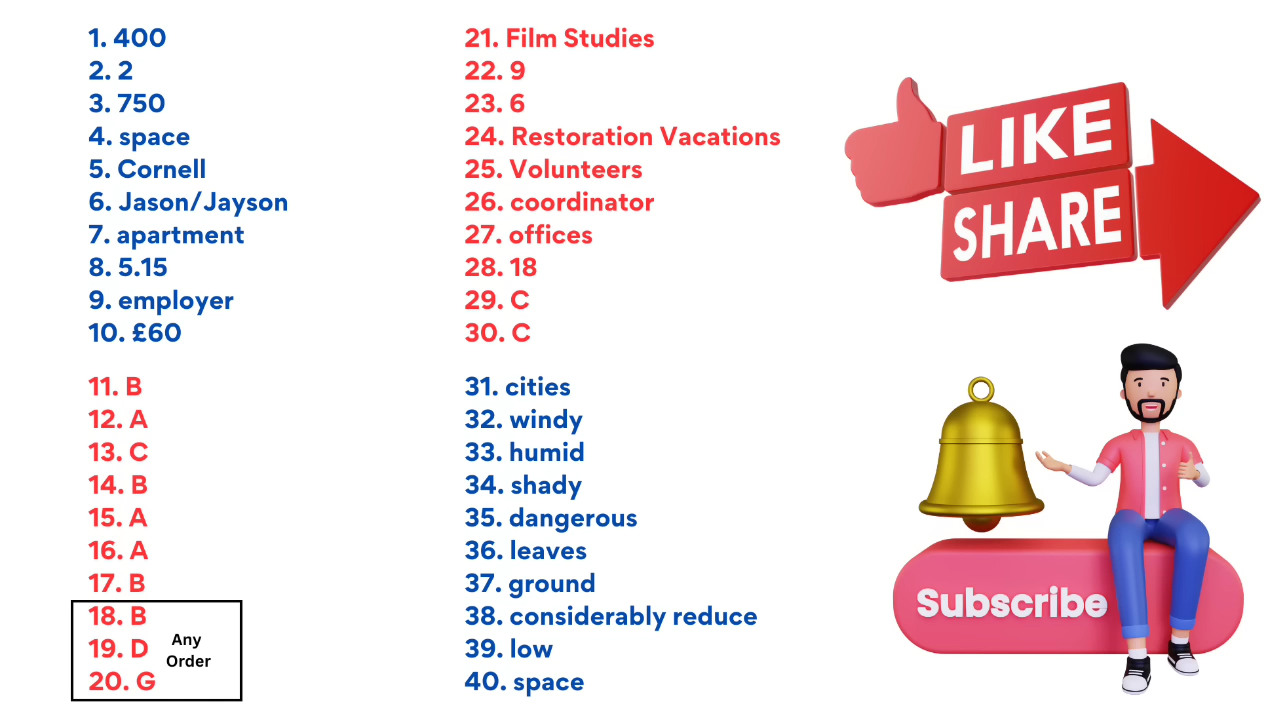 1. 400
2. 2
3. 750
4. space
5. Cornell
6. Jason/Jayson
7. apartment
8. 5.15
9. employer
10. £60
11. B
12. A
13. C
14. B
15. A
16. A
17. B
18. B
19. D
20. G
Any
Order
21. Film Studies
22. 9
23. 6
24. Restoration Vacations
25. Volunteers
26. coordinator
27. offices
28. 18
29. C
30. C
31. cities
32. windy
33. humid
34. shady
35. dangerous
36. leaves
37. ground
38. considerably reduce
39. low
40. space
LIKE
SHARE
Subscribe